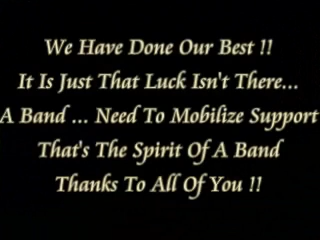 We Have Done Our Best !!
It Is Just That Luck Isn't There...
A Band ... Need To Mobilize Support
That's The Spirit Of A Band
Thanks To All Of You !!